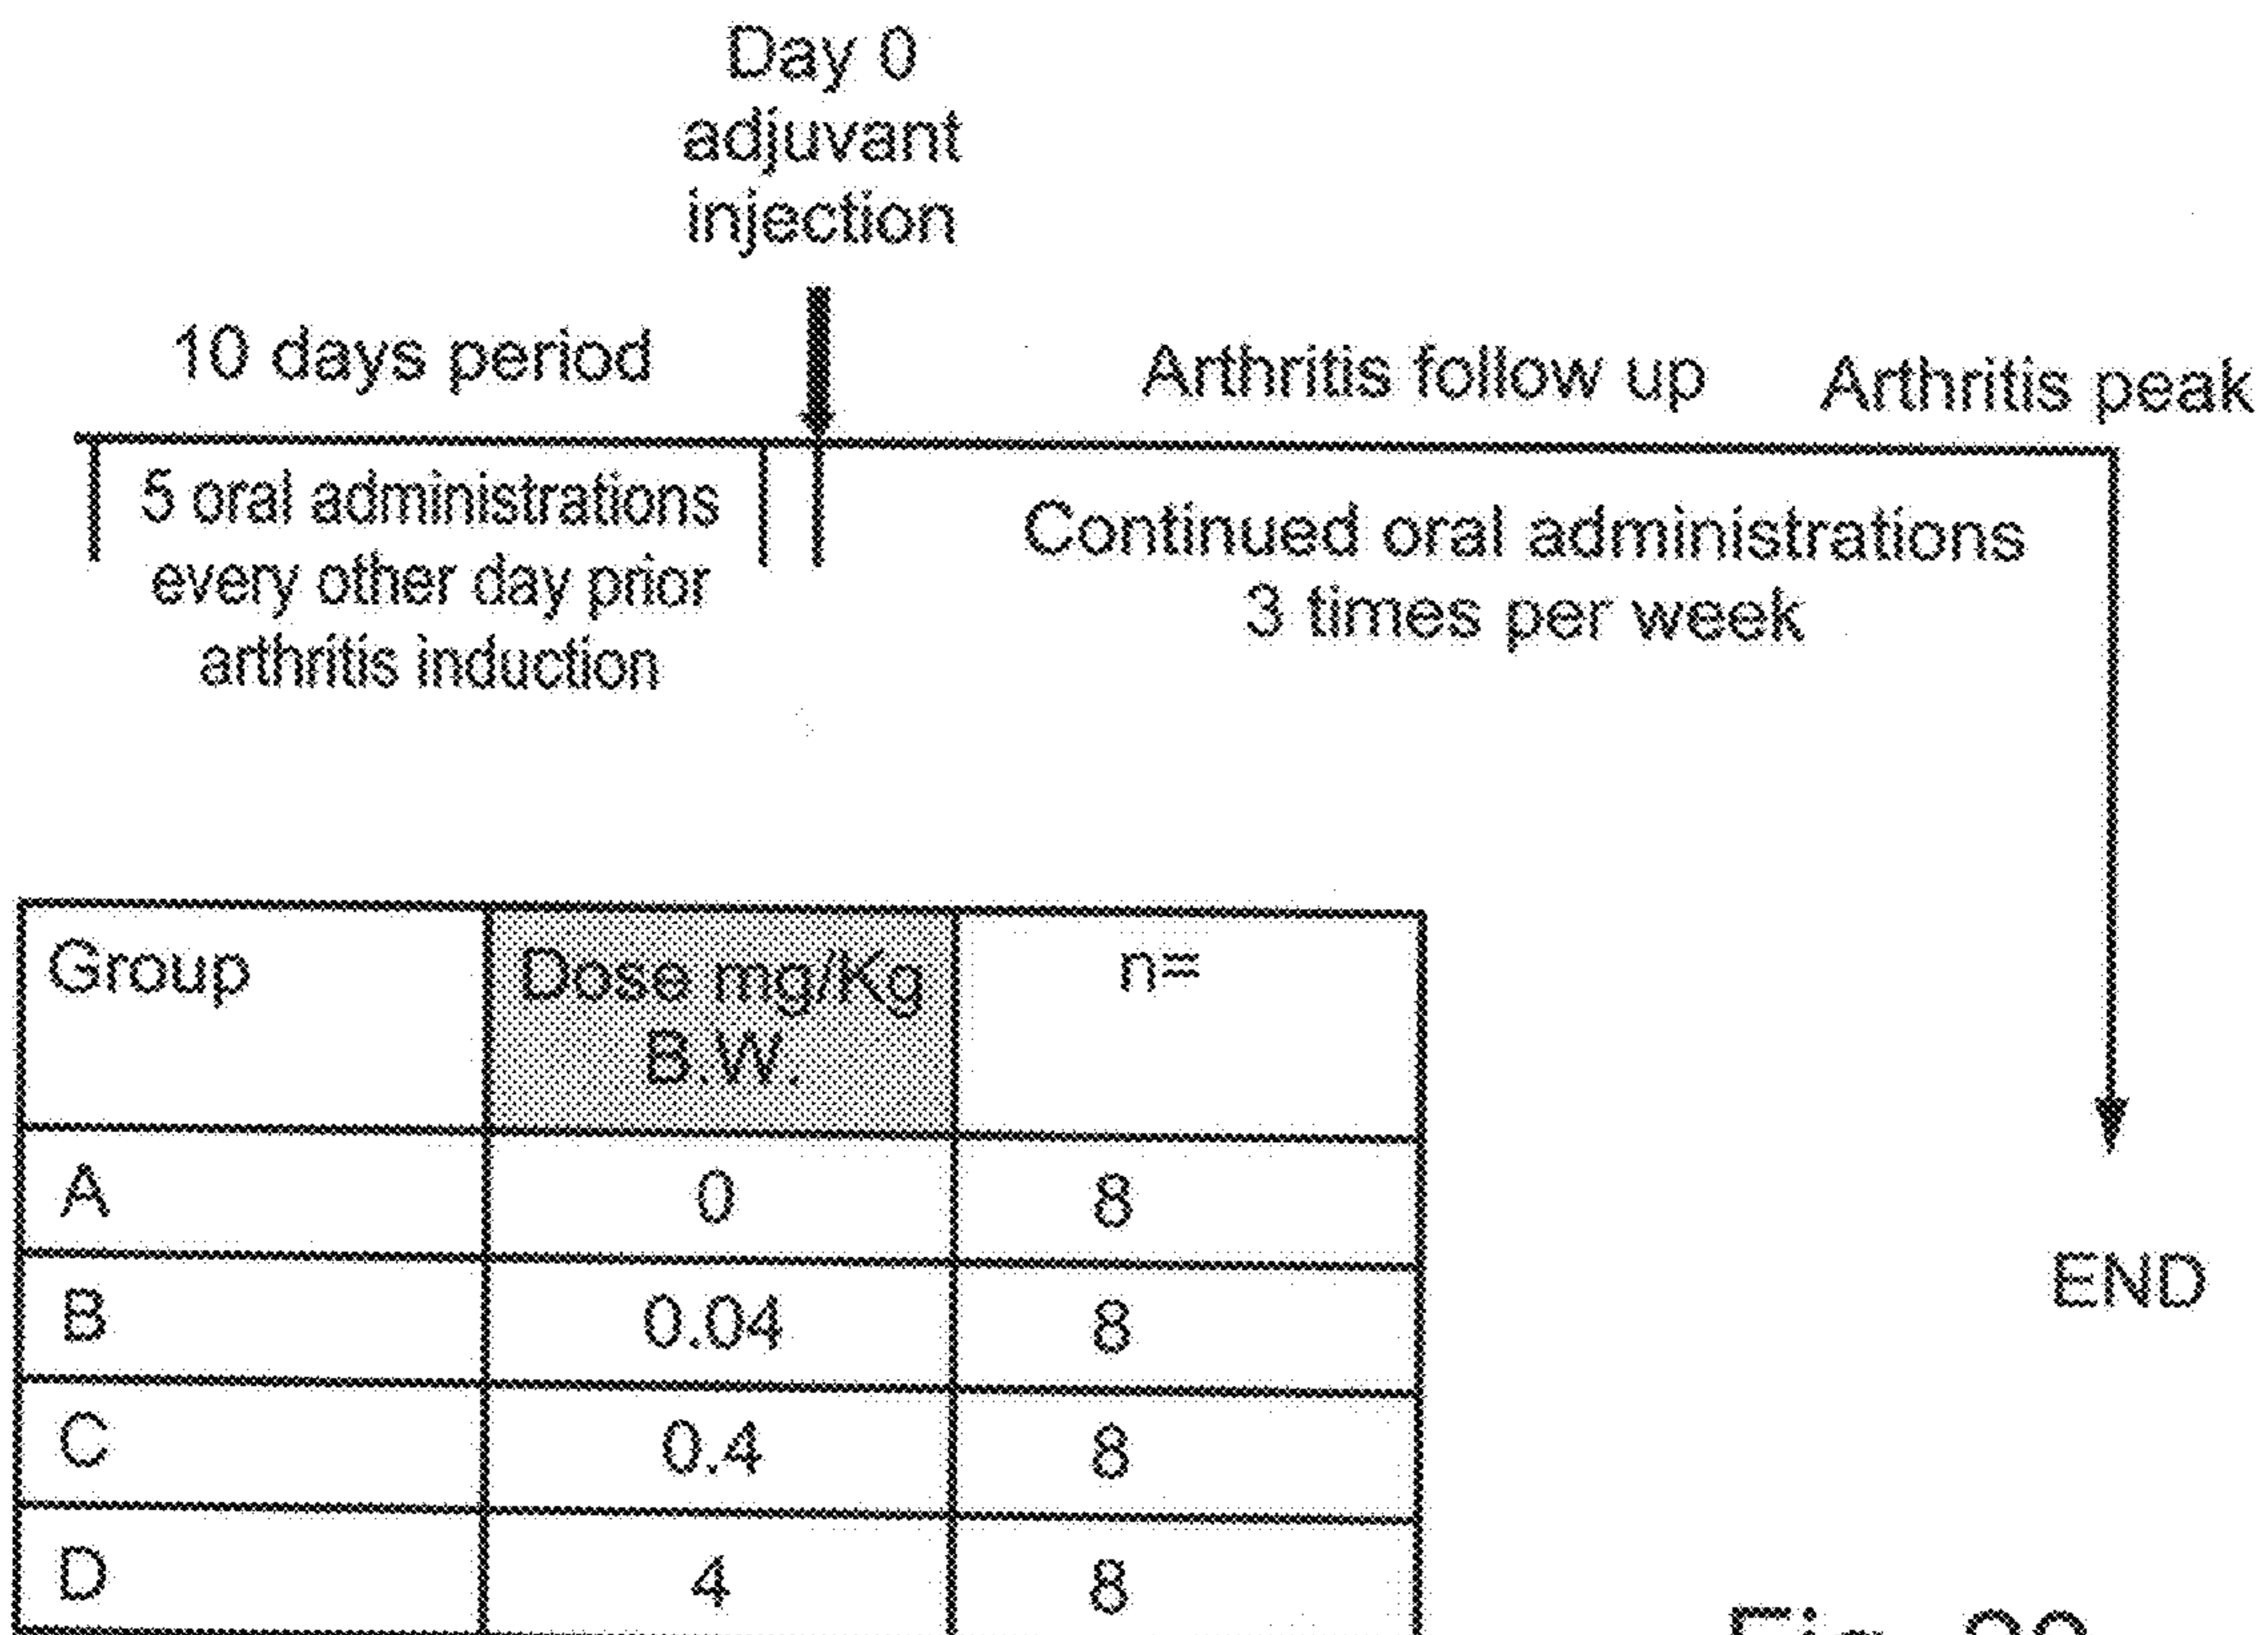 Day 0
adjuvant
injection
10 days period
Arthritis follow up
Arthritis peak
5 oral administrations
every other day prior
arthritis induction
Continued oral administrations
3 times per week
Group
Dose mg/Kg
B.W.
n=
A
0
8
B
0.04
8
C
0.4
8
D
4
8
END
Fig.